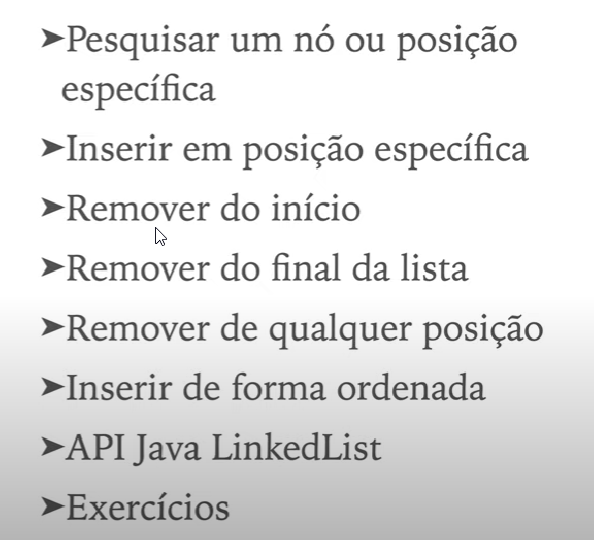 ➤Pesquisar um nó ou posição
específica
➤Inserir em posição específica
➤Remover do início
➤Remover do final da lista
➤Remover de qualquer posição
➤Inserir de forma ordenada
➤API Java LinkedList
➤Exercícios